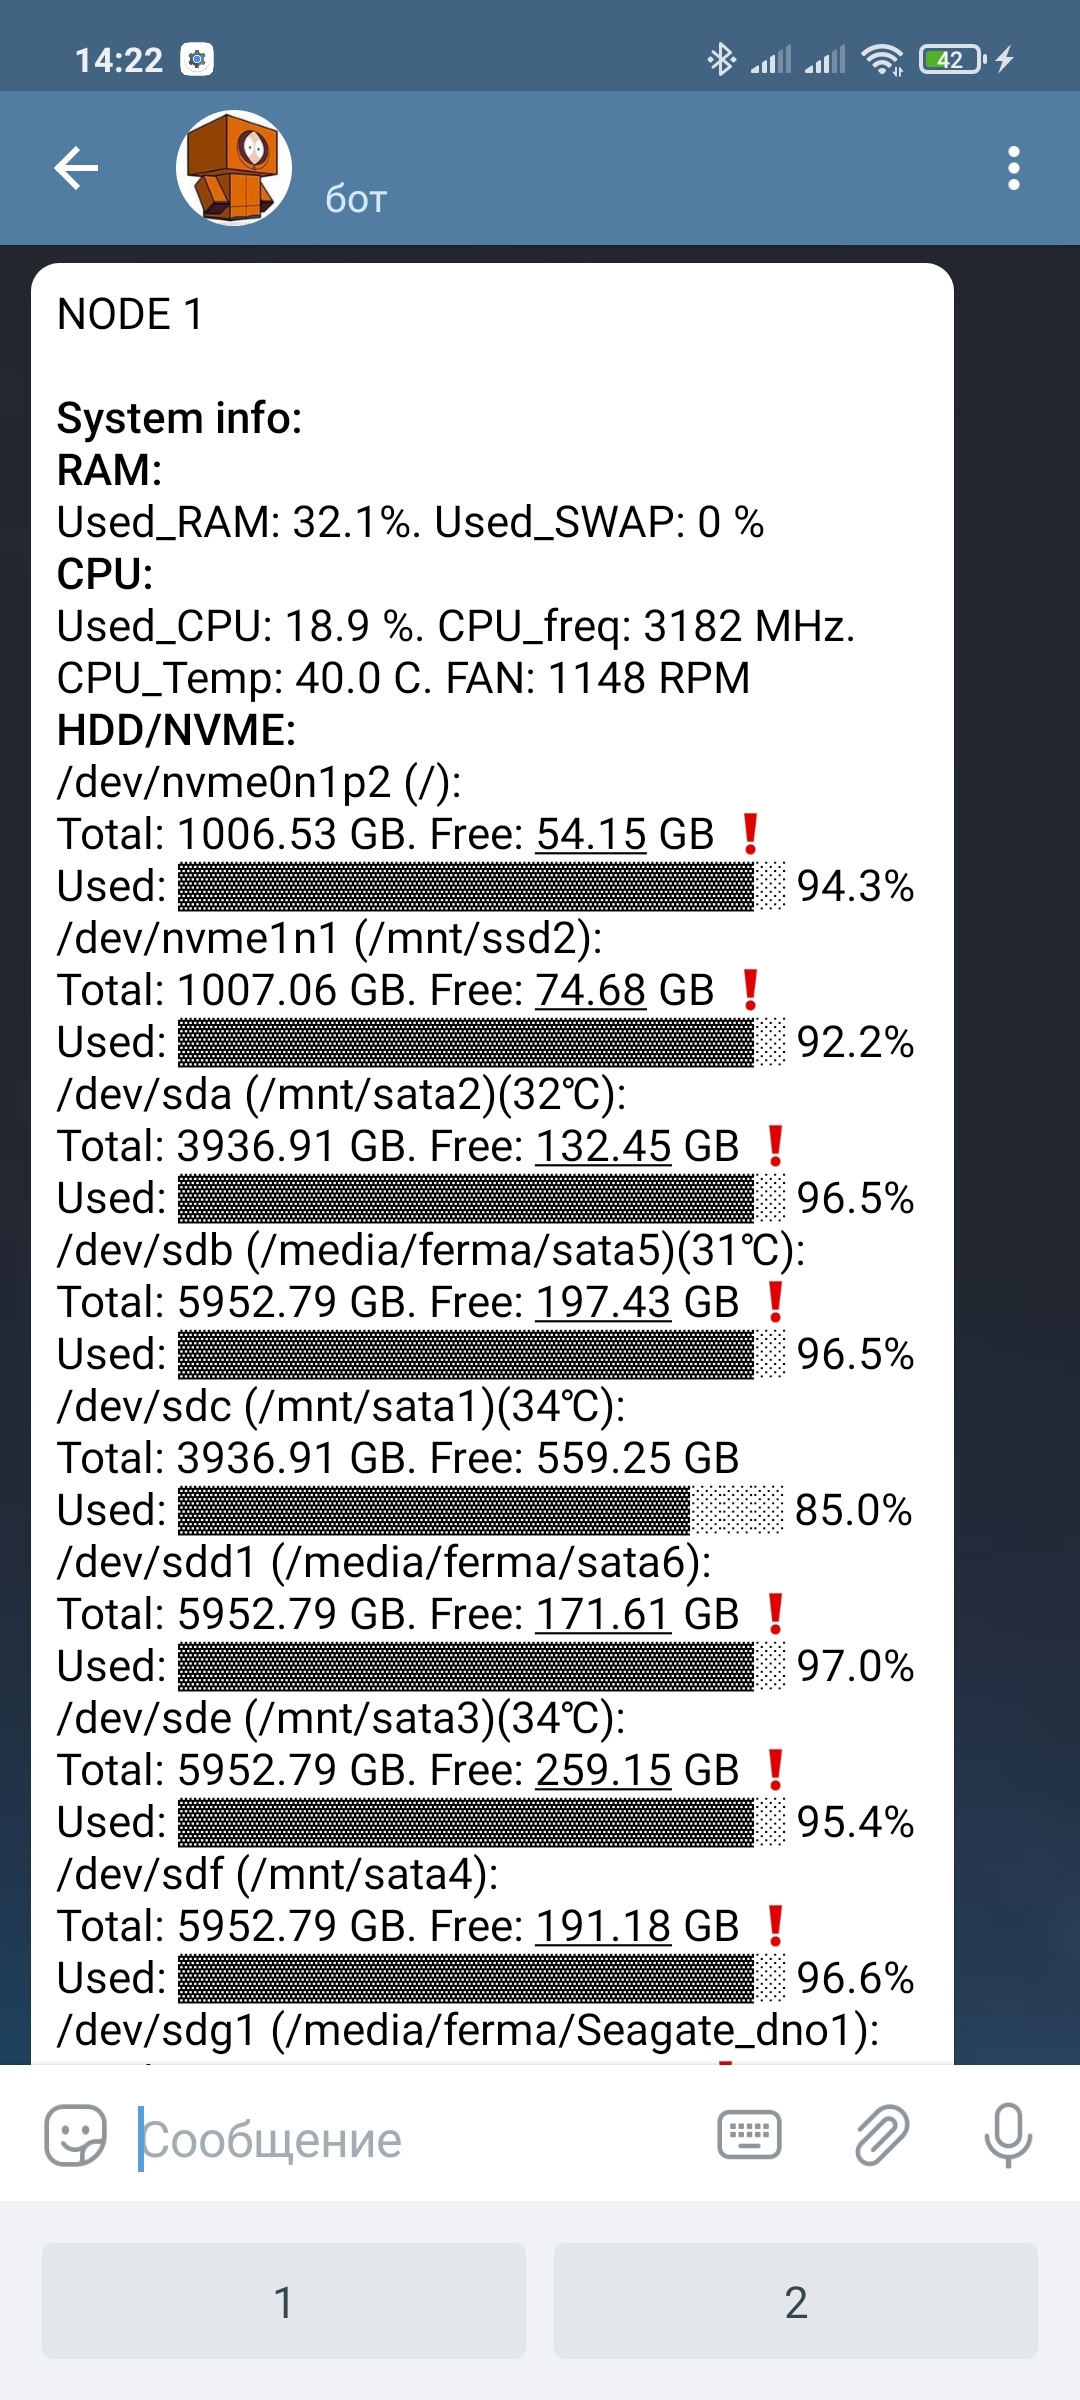 14:22
42
бот
NODE 1
System info:
RAM:
Used_RAM: 32.1%. Used_SWAP: 0 %
CPU:
Used_CPU: 18.9 %. CPU_freq: 3182 MHz.
CPU_Temp: 40.0 C. FAN: 1148 RPM
HDD/NVME:
/dev/nvme0n1p2 (/):
Total: 1006.53 GB. Free: 54.15 GB ❗
Used: 94.3%
/dev/nvme1n1 (/mnt/ssd2):
Total: 1007.06 GB. Free: 74.68 GB ❗
Used: 92.2%
/dev/sda (/mnt/sata2)(32℃):
Total: 3936.91 GB. Free: 132.45 GB ❗
Used: 96.5%
/dev/sdb (/media/ferma/sata5)(31℃):
Total: 5952.79 GB. Free: 197.43 GB ❗
Used: 96.5%
/dev/sdc (/mnt/sata1)(34℃):
Total: 3936.91 GB. Free: 559.25 GB
Used: 85.0%
/dev/sdd1 (/media/ferma/sata6):
Total: 5952.79 GB. Free: 171.61 GB ❗
Used: 97.0%
/dev/sde (/mnt/sata3)(34℃):
Total: 5952.79 GB. Free: 259.15 GB ❗
Used: 95.4%
/dev/sdf (/mnt/sata4):
Total: 5952.79 GB. Free: 191.18 GB ❗
Used: 96.6%
/dev/sdg1 (/media/ferma/Seagate_dno1):
Сообщение
1
2